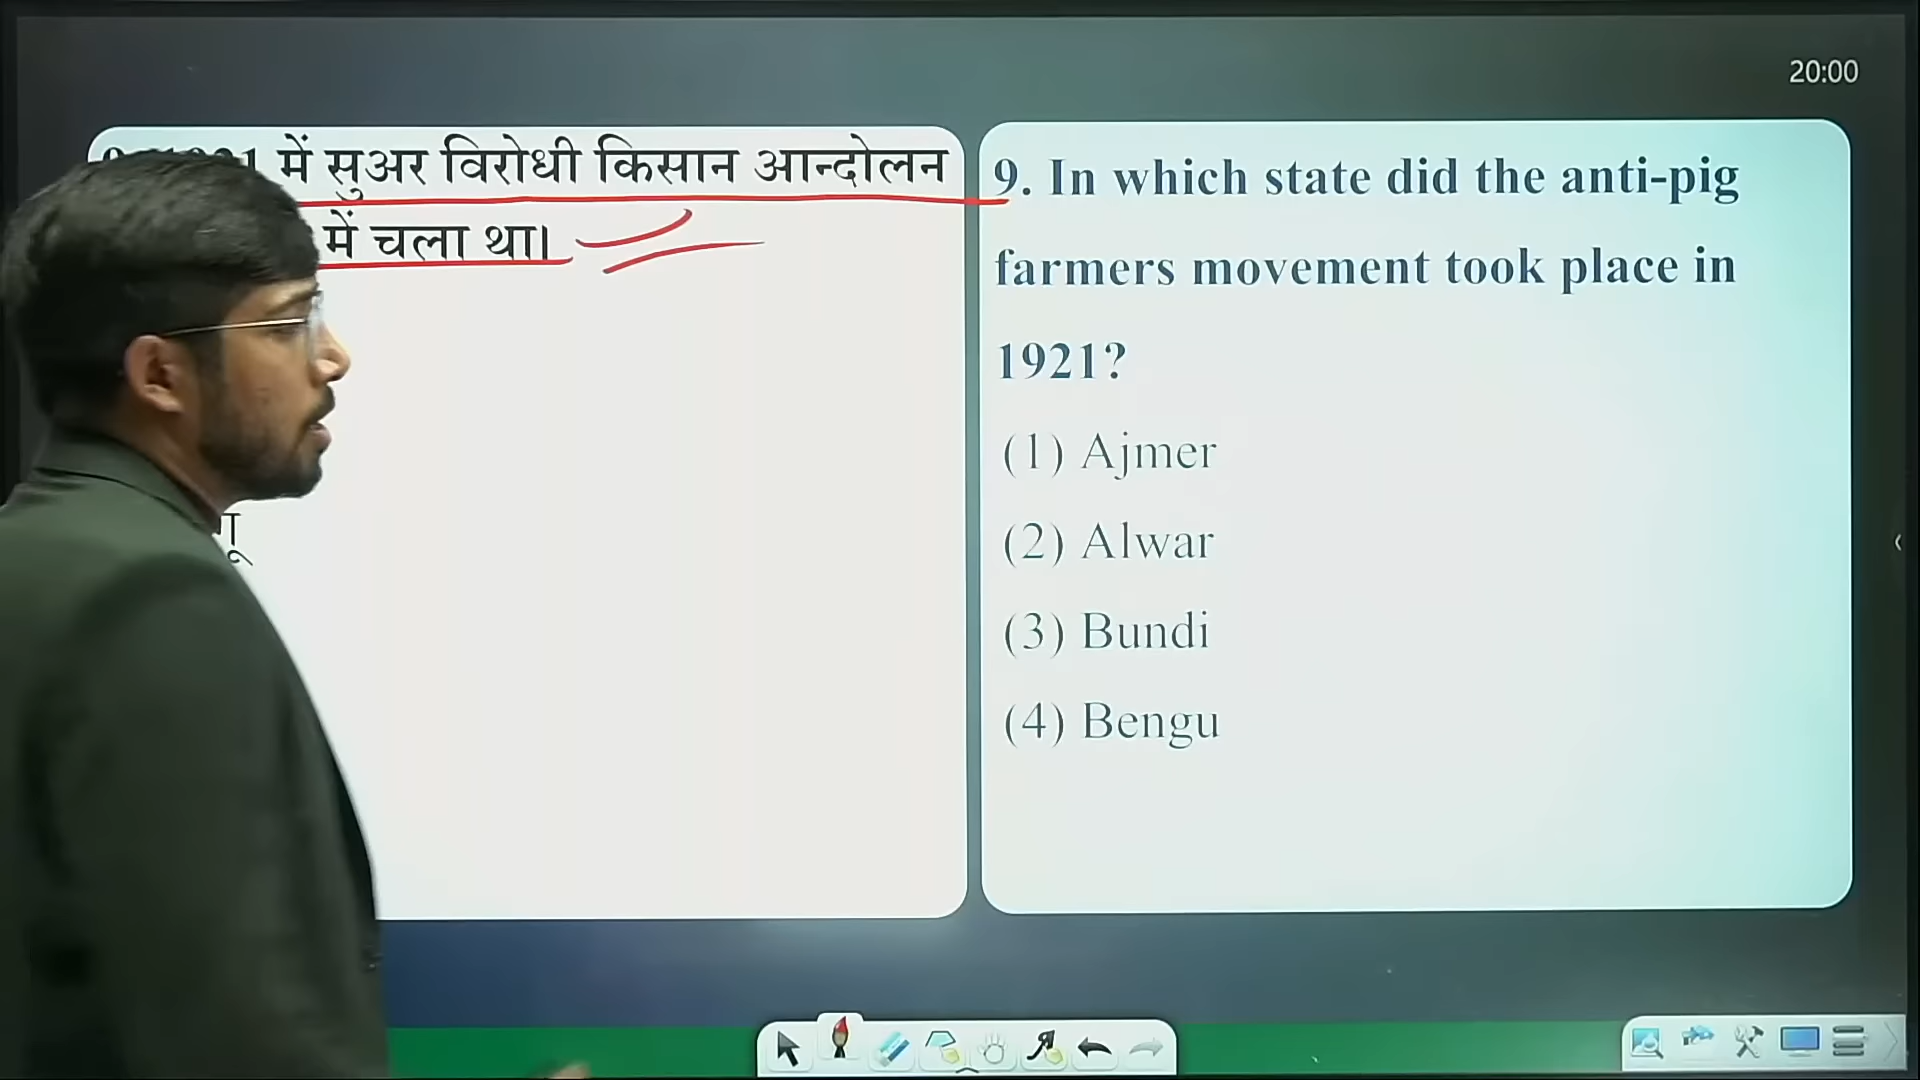 20:00
में सुअर विरोधी किसान आन्दोलन
में चला था।
9. In which state did the anti-pig
farmers movement took place in
1921?
(1) Ajmer
(2) Alwar
(3) Bundi
(4) Bengu